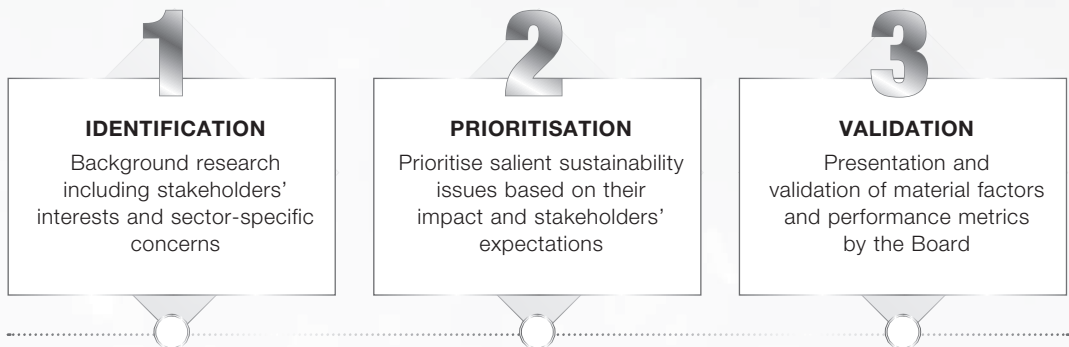 1
IDENTIFICATION
Background research
including stakeholders’
interests and sector-specific
concerns
2
PRIORITISATION
Prioritise salient sustainability
issues based on their
impact and stakeholders’
expectations
3
VALIDATION
Presentation and
validation of material factors
and performance metrics
by the Board